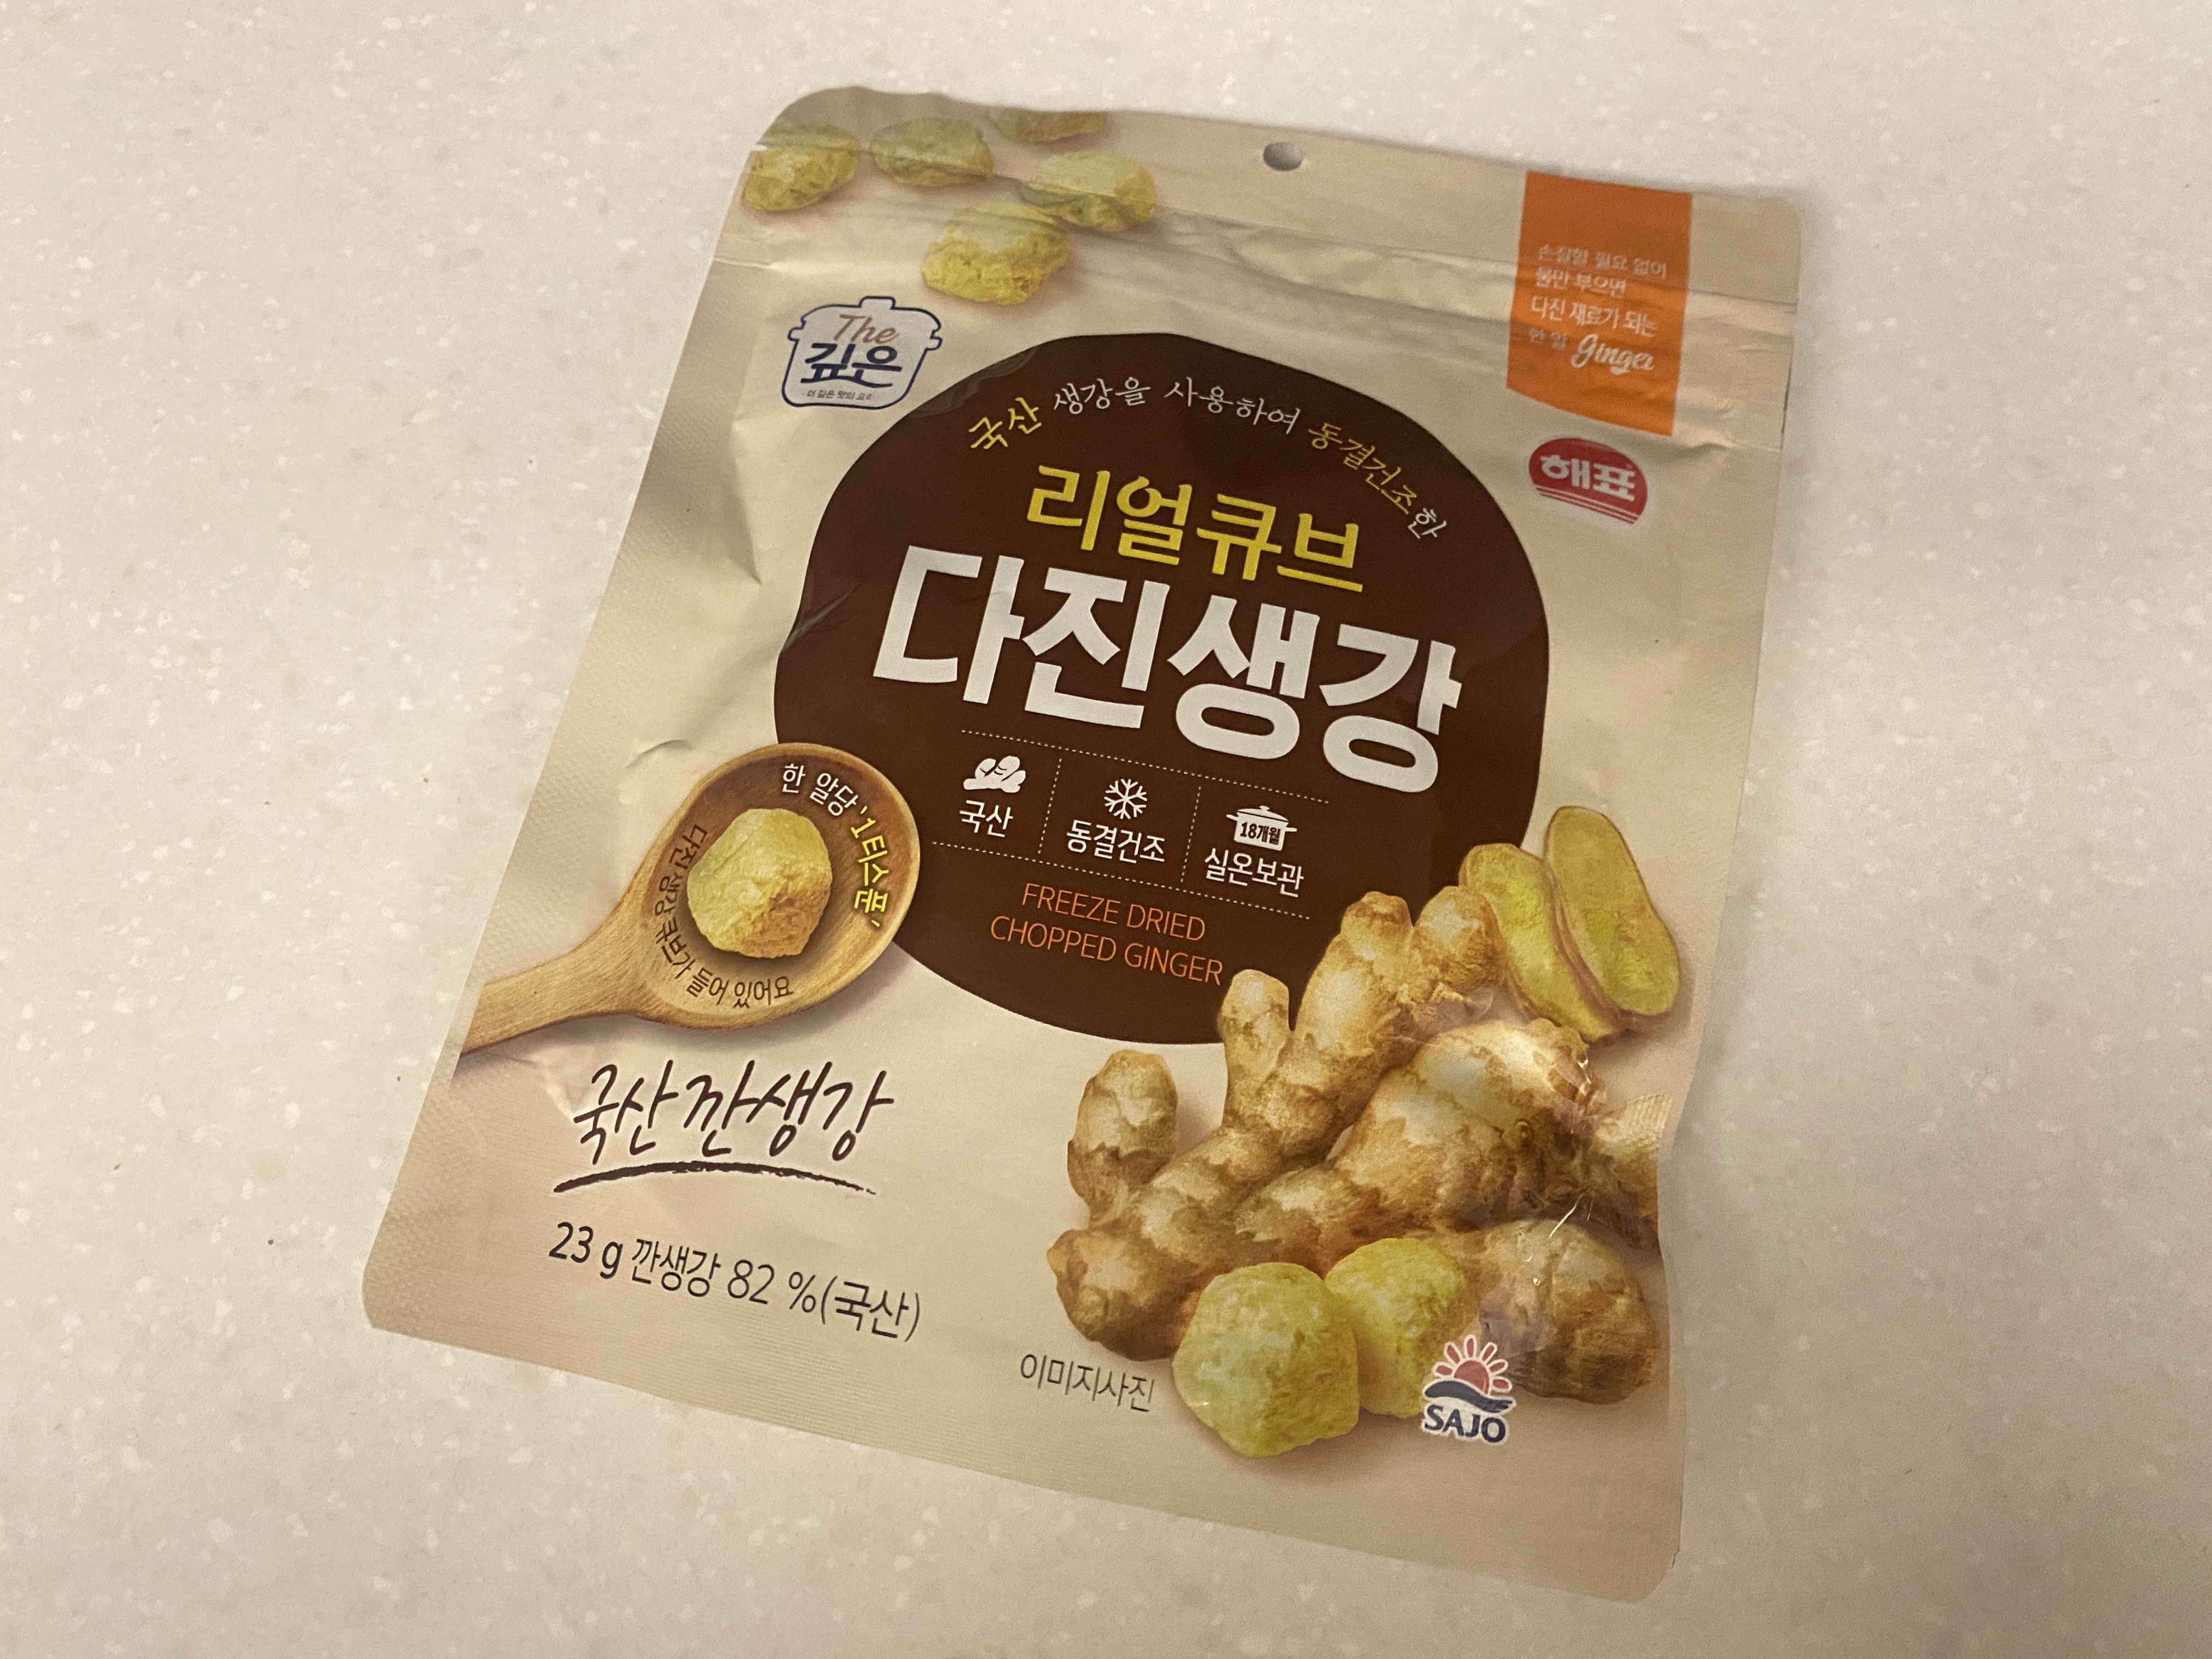 The
깊은
손질할 필요 없이
물만 부으면
다진 재료가 되는
한 알 Ginger
해표
국산 생강을 사용하여 동결건조한
리얼큐브
다진생강
국산
동결건조
18개월
실온보관
FREEZE DRIED
CHOPPED GINGER
한 알당 '1티스푼'
다진생강큐브가 들어 있어요
국산 깐생강
23 g 깐생강 82 %(국산)
이미지사진
SAJO